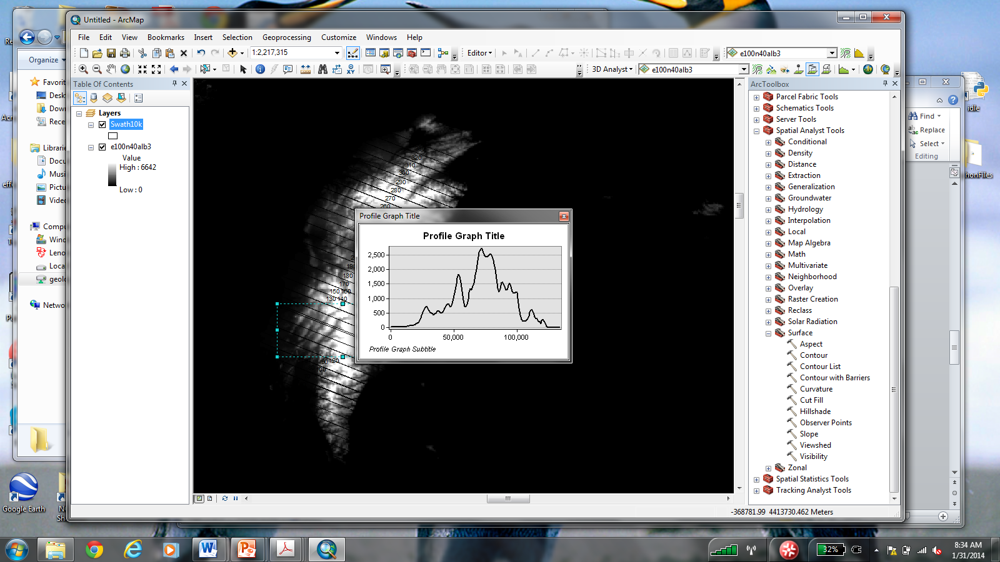 Untitled - ArcMap
File Edit View Bookmarks Insert Selection Geoprocessing Customize Windows Help
1:2,217,315
Editor
e100n40alb3
3D Analyst
e100n40alb3
Organize
Favorit
Desk
Down
Rece
Librarie
Docu
Musi
Pictu
Video
Compu
Wind
Leno
Loca
geolo
Netwo
Google Earth
Table Of Contents
Layers
Swath10k
e100n40alb3
Value
High : 6642
Low : 0
320
310
300
290
280
270
260
180
170
150 160
130 140
120
Profile Graph Title
Profile Graph Title
2,500
2,000
1,500
1,000
500
0
0 50,000 100,000
Profile Graph Subtitle
ArcToolbox
Parcel Fabric Tools
Schematics Tools
Server Tools
Spatial Analyst Tools
Conditional
Density
Distance
Extraction
Generalization
Groundwater
Hydrology
Interpolation
Local
Map Algebra
Math
Multivariate
Neighborhood
Overlay
Raster Creation
Reclass
Solar Radiation
Surface
Aspect
Contour
Contour List
Contour with Barriers
Curvature
Cut Fill
Hillshade
Observer Points
Slope
Viewshed
Visibility
Zonal
Spatial Statistics Tools
Tracking Analyst Tools
-368781.99 4413730.462 Meters
Find
Replace
Select
Editing
idle
honFiles
32%
8:34 AM
1/31/2014